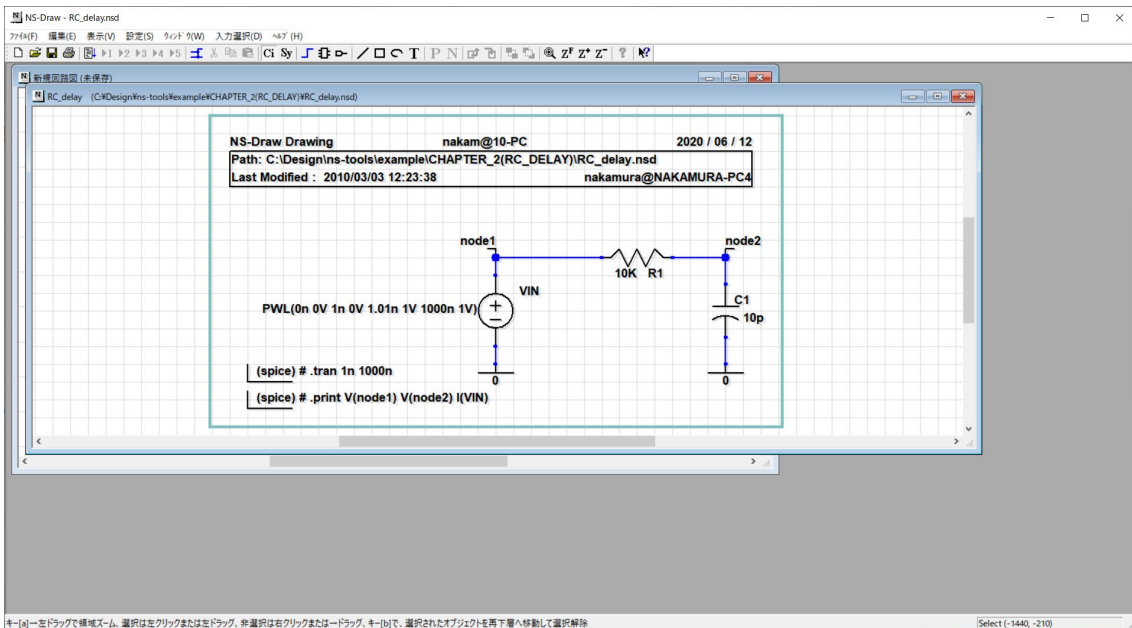 NS-Draw - RC_delay.nsd
ファイル(F) 編集(E) 表示(V) 設定(S) ウィンドウ(W) 入力選択(D) ヘルプ(H)
1 2 3 4 5 Ci Sy T P N Z^F Z^+ Z^- ? ?
新規回路図 (未保存)
RC_delay (C:¥Design¥ns-tools¥example¥CHAPTER_2(RC_DELAY)¥RC_delay.nsd)
NS-Draw Drawing nakam@10-PC 2020 / 06 / 12
Path: C:\Design\ns-tools\example\CHAPTER_2(RC_DELAY)\RC_delay.nsd
Last Modified : 2010/03/03 12:23:38 nakamura@NAKAMURA-PC4
node1 node2
10K R1
VIN
C1
PWL(0n 0V 1n 0V 1.01n 1V 1000n 1V)
10p
(spice) # .tran 1n 1000n
0 0
(spice) # .print V(node1) V(node2) I(VIN)
キー[a]→左ドラッグで領域ズーム、選択は左クリックまたは左ドラッグ、非選択は右クリックまたは→ドラッグ、キー[b]で、選択されたオブジェクトを再下層へ移動して選択解除 Select (-1440, -210)